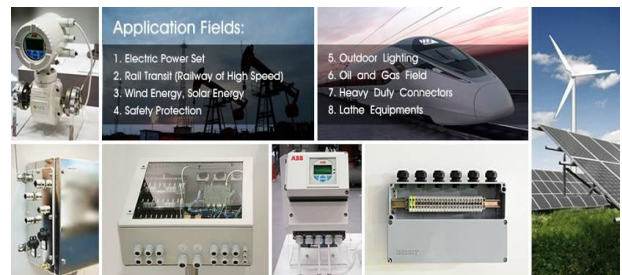 Application Fields:
1. Electric Power Set
2. Rail Transit (Railway of High Speed)
3. Wind Energy, Solar Energy
4. Safety Protection
5. Outdoor Lighting
6. Oil and Gas Field
7. Heavy Duty Connectors
8. Lathe Equipments
ABB